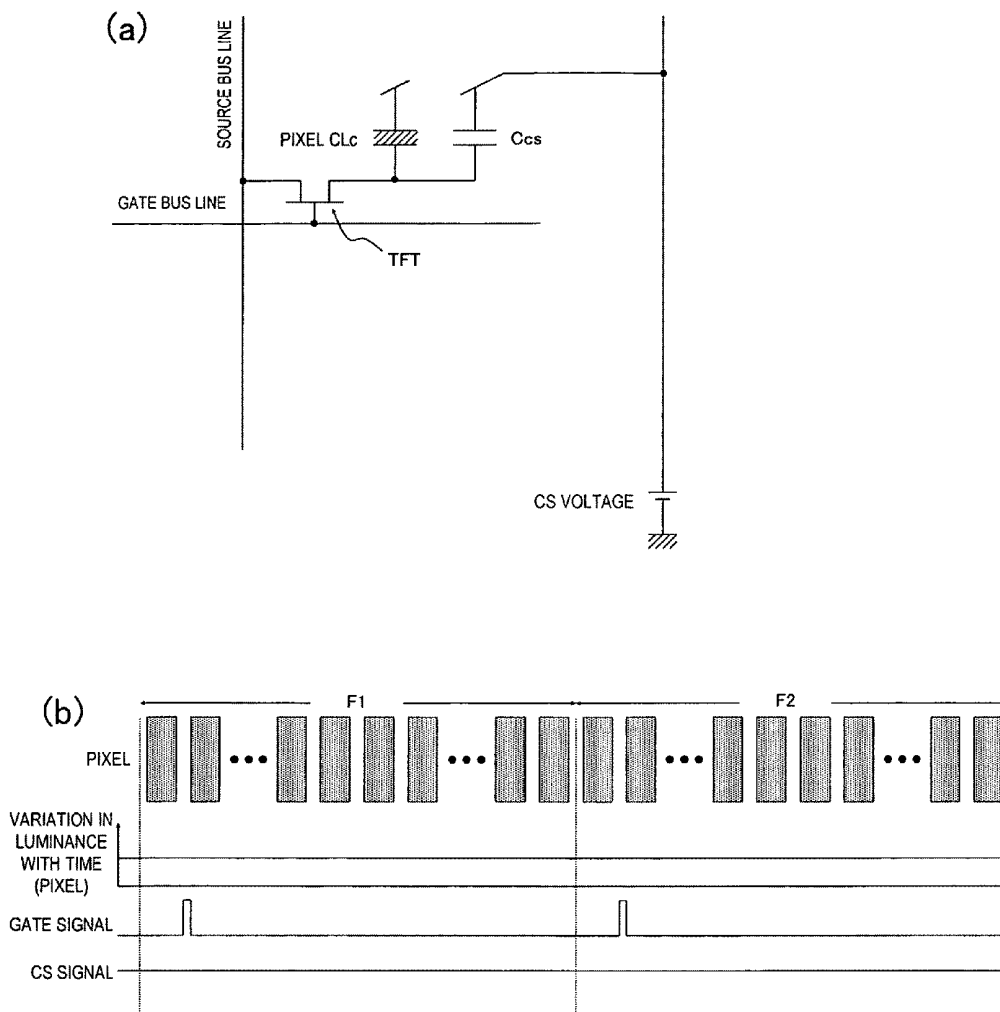 (a)
SOURCE BUS LINE
PIXEL CLc
Ccs
GATE BUS LINE
TFT
CS VOLTAGE
(b)
F1
F2
PIXEL
VARIATION IN
LUMINANCE
WITH TIME
(PIXEL)
GATE SIGNAL
CS SIGNAL